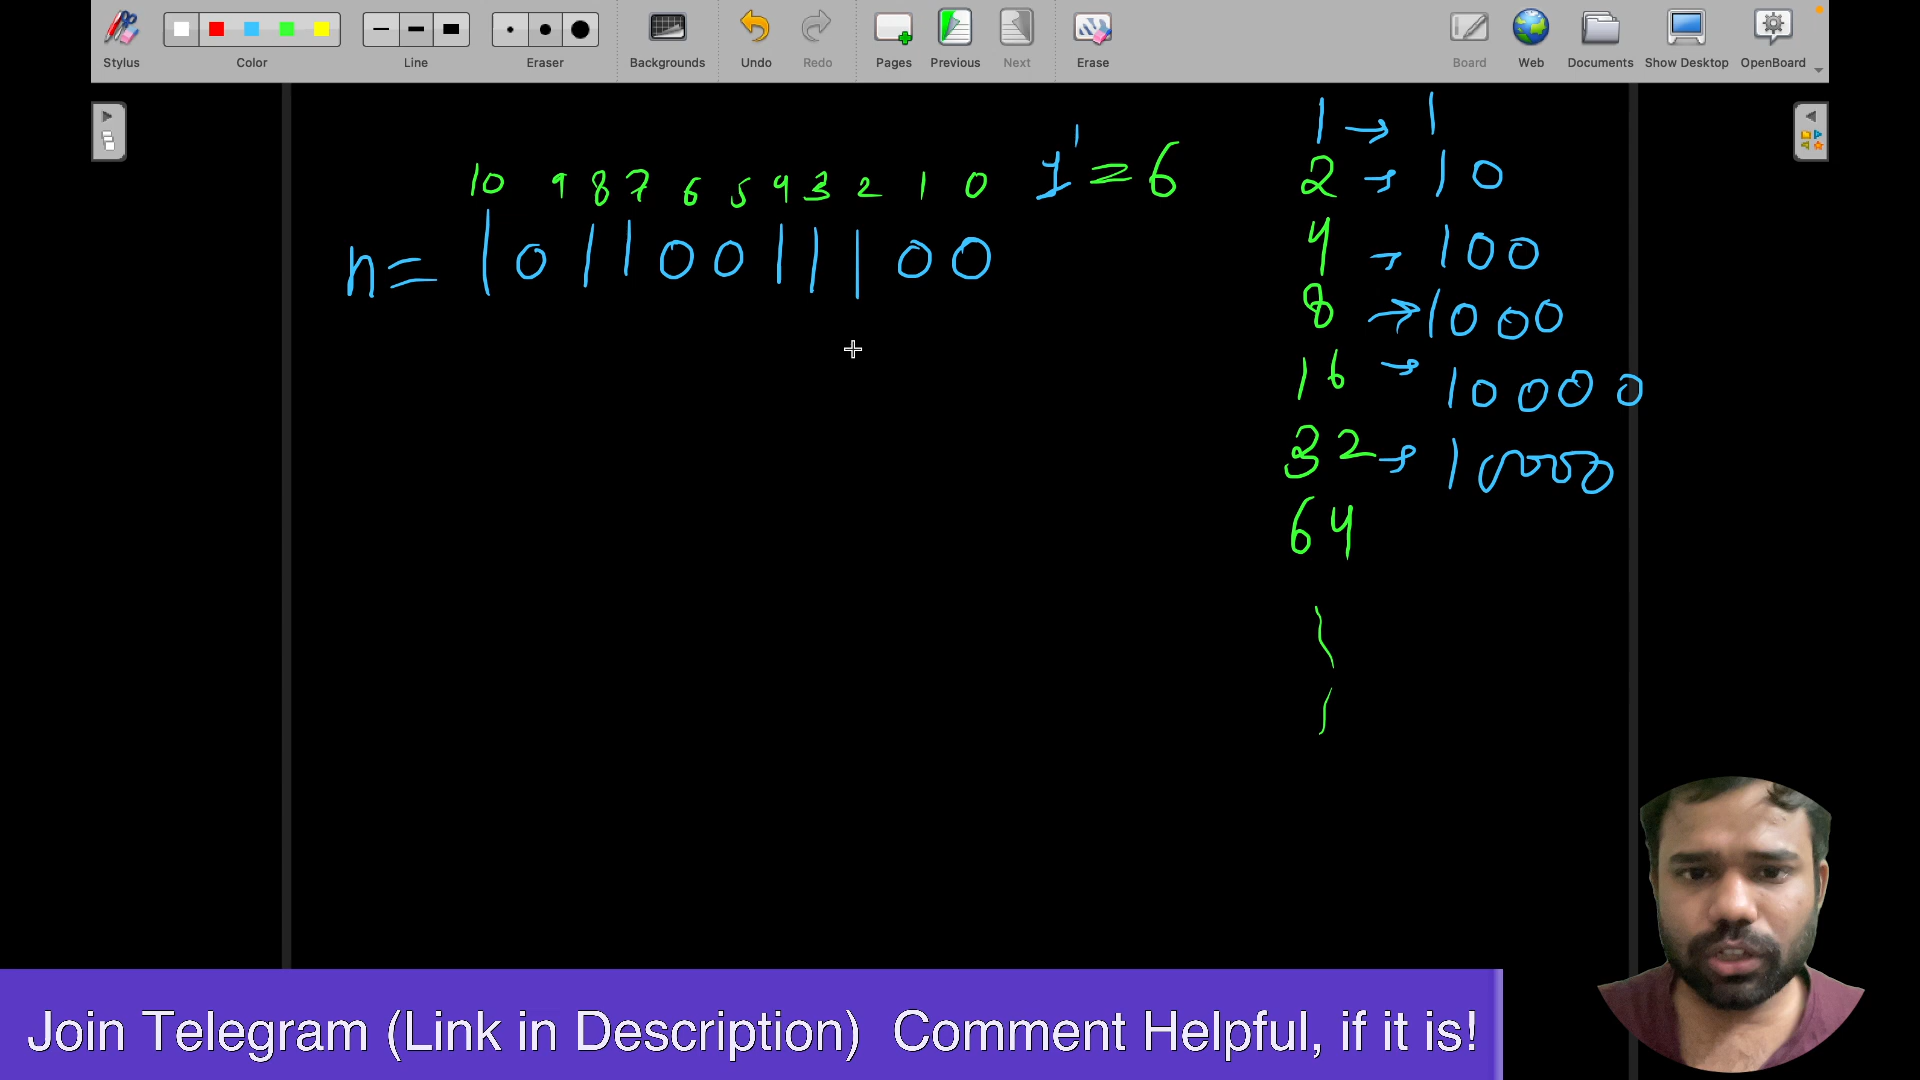 Stylus Color Line Eraser Backgrounds Undo Redo Pages Previous Next Erase Board Web Documents Show Desktop OpenBoard
10 9 8 7 6 5 4 3 2 1 0
1' = 6
n = 1 0 1 1 0 0 1 1 1 0 0
1 → 1
2 → 10
4 → 100
8 → 1000
16 → 10000
32 → 100000
64
Join Telegram (Link in Description) Comment Helpful, if it is!